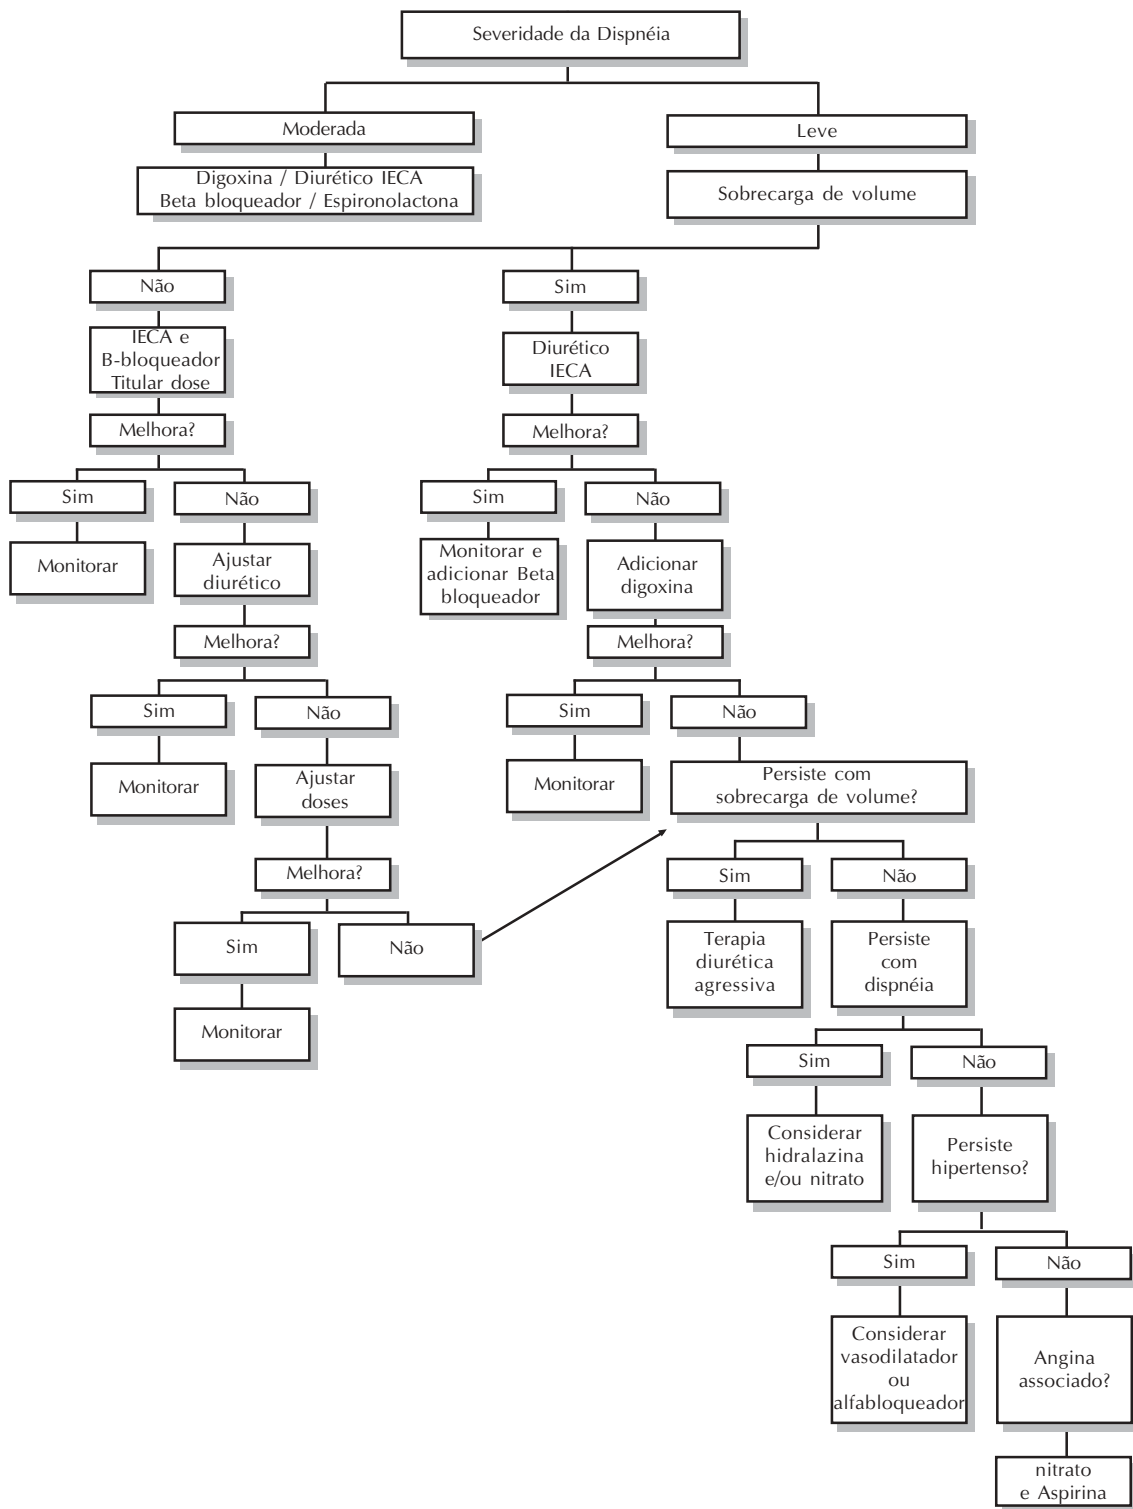 Severidade da Dispnéia
Moderada
Leve
Digoxina / Diurético IECA
Beta bloqueador / Espironolactona
Sobrecarga de volume
Não
Sim
IECA e
B-bloqueador
Titular dose
Diurético
IECA
Melhora?
Melhora?
Sim
Não
Sim
Não
Monitorar
Ajustar
diurético
Monitorar e
adicionar Beta
bloqueador
Adicionar
digoxina
Melhora?
Melhora?
Sim
Não
Sim
Não
Monitorar
Ajustar
doses
Monitorar
Persiste com
sobrecarga de volume?
Melhora?
Sim
Não
Sim
Não
Terapia
diurética
agressiva
Persiste
com
dispnéia
Monitorar
Sim
Não
Considerar
hidralazina
e/ou nitrato
Persiste
hipertenso?
Sim
Não
Considerar
vasodilatador
ou
alfabloqueador
Angina
associado?
nitrato
e Aspirina